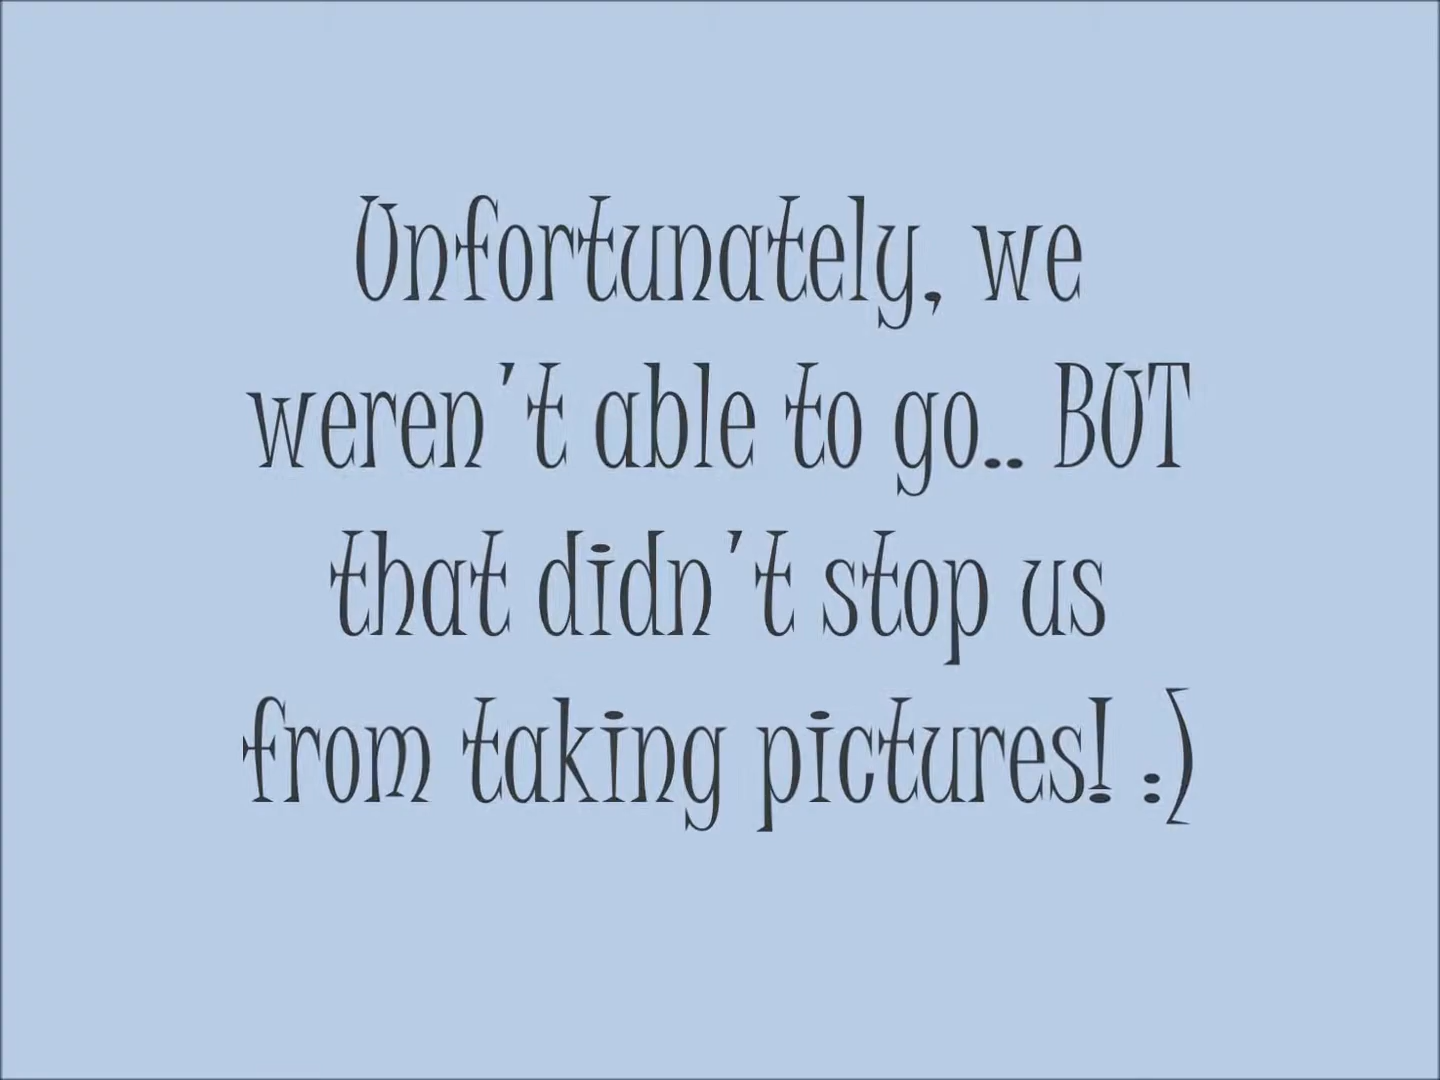 Unfortunately, we
weren't able to go.. BUT
that didn't stop us
from taking pictures! :)